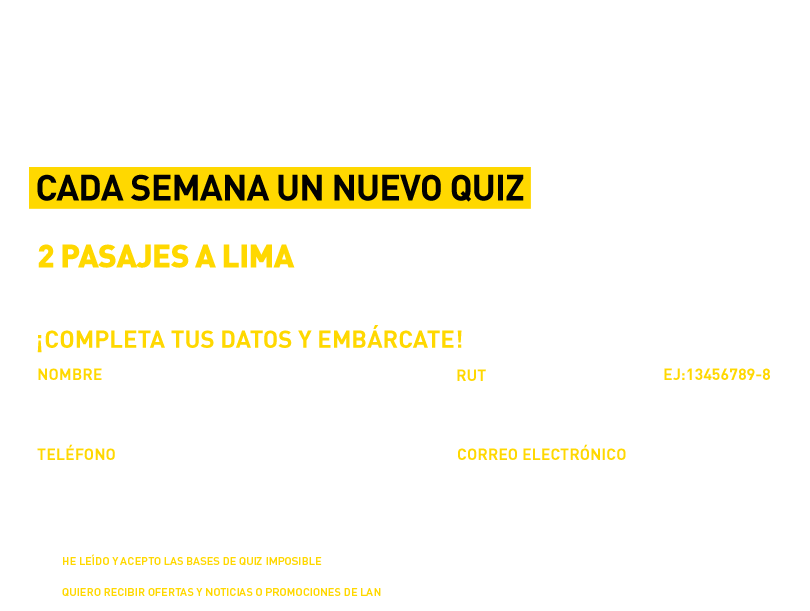 CADA SEMANA UN NUEVO QUIZ
2 PASAJES A LIMA
¡COMPLETA TUS DATOS Y EMBÁRCATE!
NOMBRE
RUT
EJ:13456789-8
TELÉFONO
CORREO ELECTRÓNICO
HE LEÍDO Y ACEPTO LAS BASES DE QUIZ IMPOSIBLE
QUIERO RECIBIR OFERTAS Y NOTICIAS O PROMOCIONES DE LAN